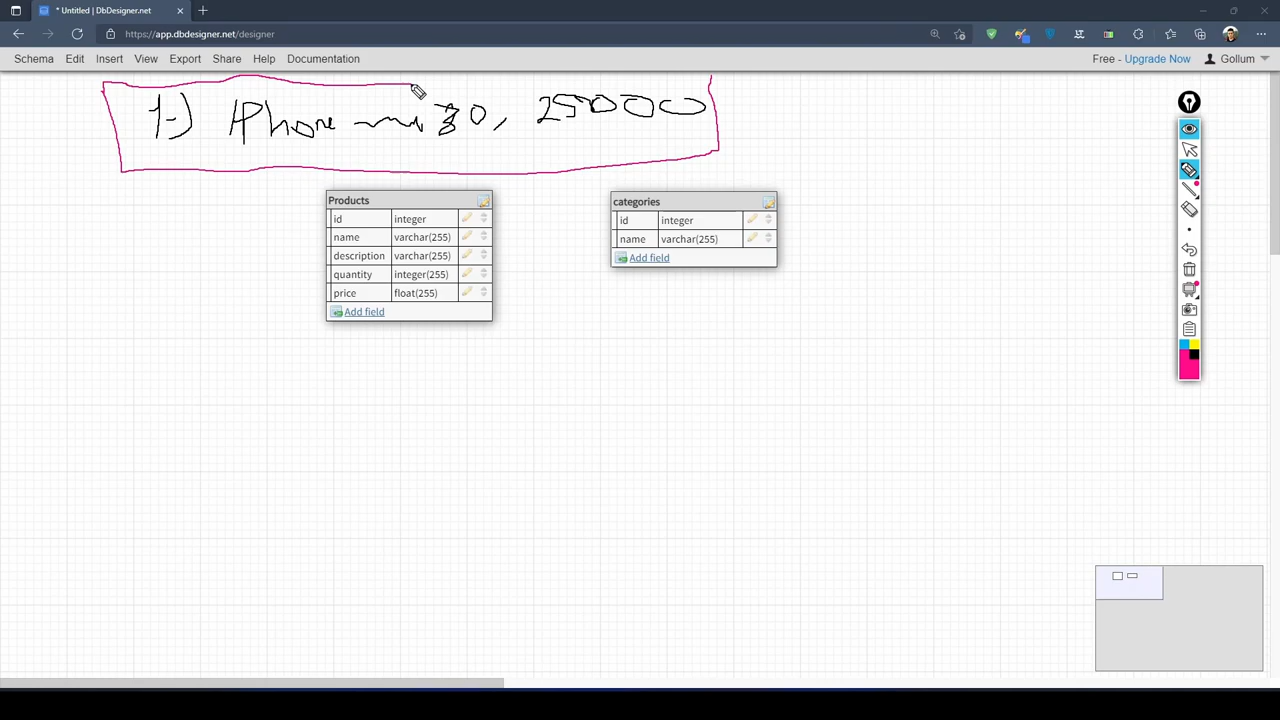 * Untitled | DbDesigner.net
https://app.dbdesigner.net/designer
Schema Edit Insert View Export Share Help Documentation Free - Upgrade Now Gollum
1-) Phone 30, 25000
Products
id integer
name varchar(255)
description varchar(255)
quantity integer(255)
price float(255)
Add field
categories
id integer
name varchar(255)
Add field